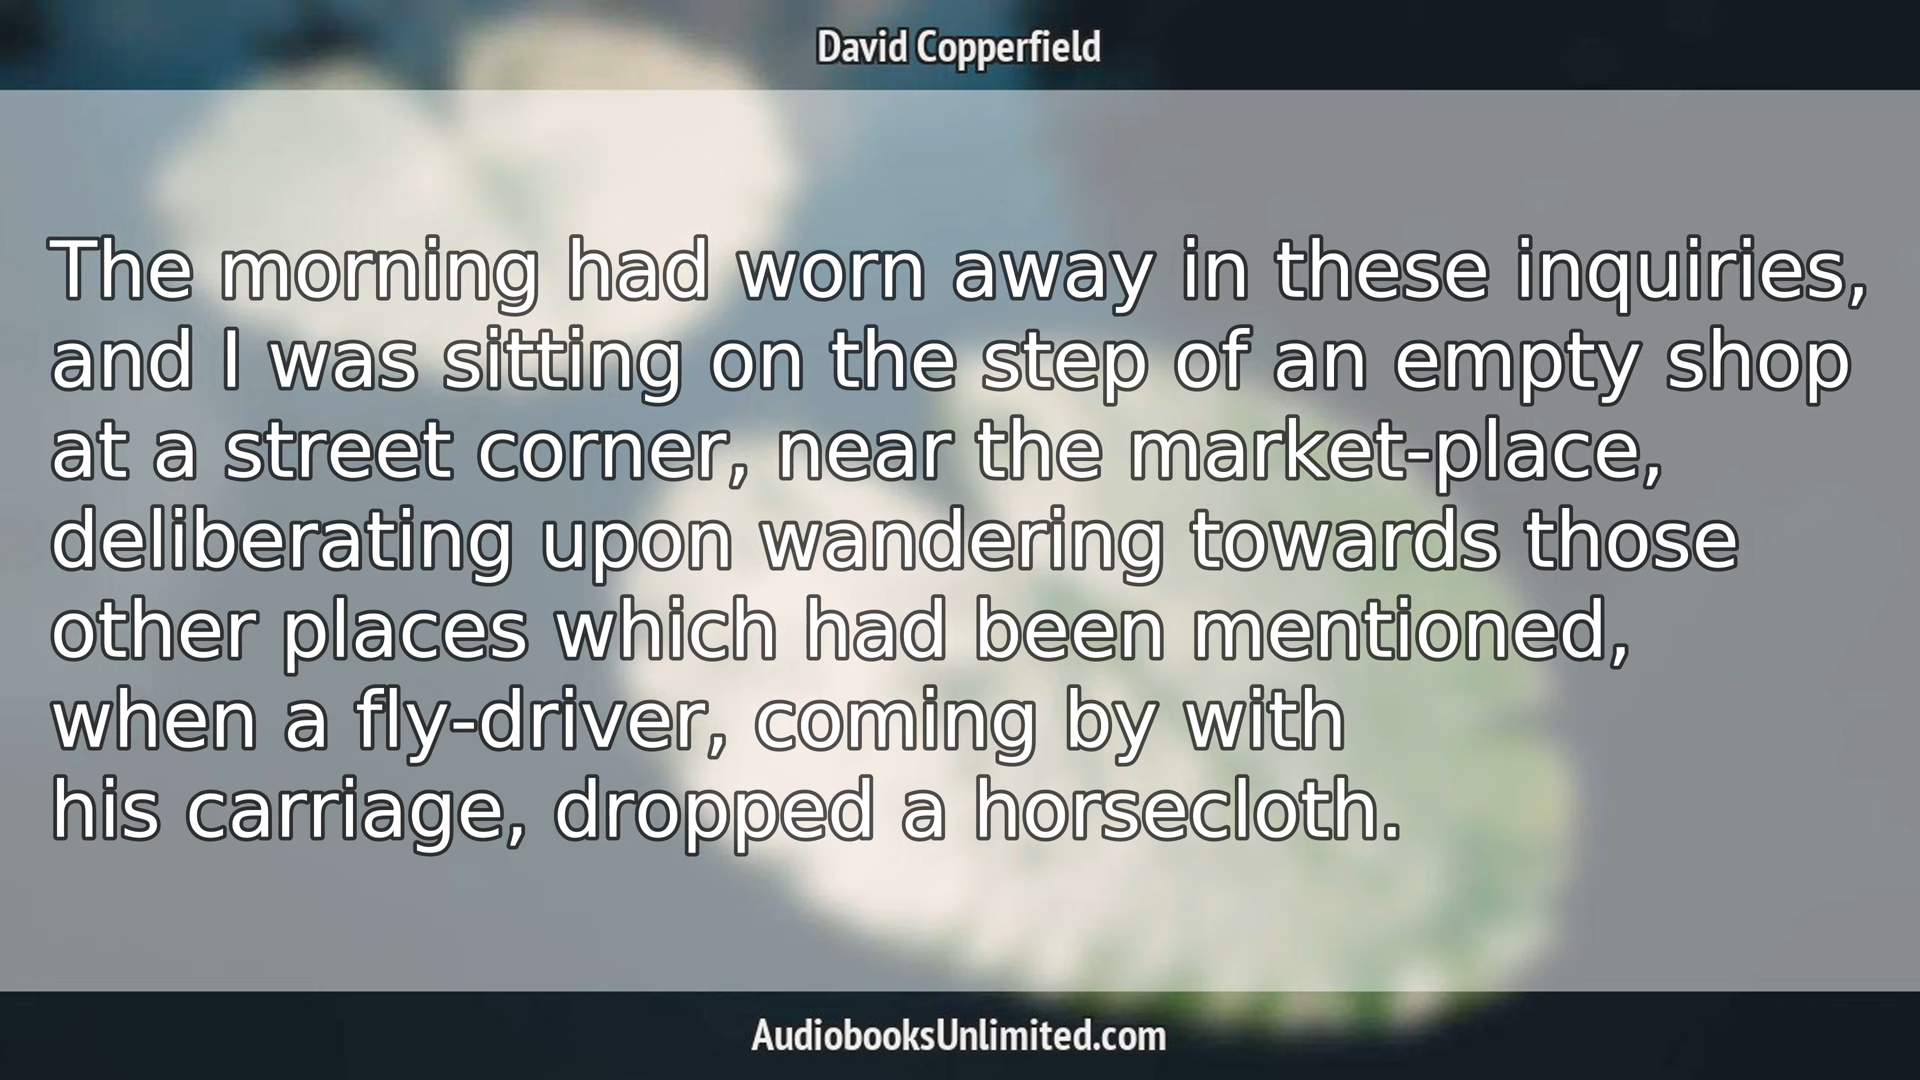 David Copperfield
The morning had worn away in these inquiries,
and I was sitting on the step of an empty shop
at a street corner, near the market-place,
deliberating upon wandering towards those
other places which had been mentioned,
when a fly-driver, coming by with
his carriage, dropped a horsecloth.
AudiobooksUnlimited.com